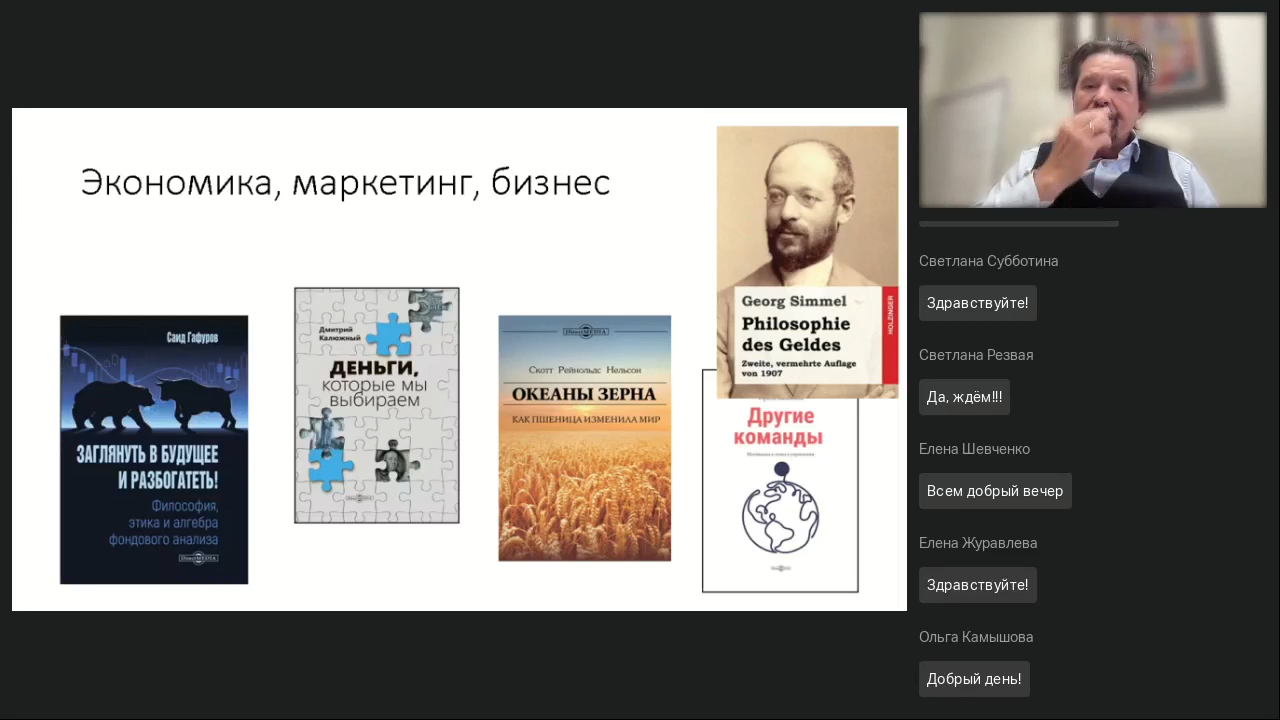 Экономика, маркетинг, бизнес
Саид Гафуров
ЗАГЛЯНУТЬ В БУДУЩЕЕ
И РАЗБОГАТЕТЬ!
Философия,
этика и алгебра
фондового анализа
DirectMEDIA
Дмитрий
Калюжный
ДЕНЬГИ,
которые мы
выбираем
DirectMEDIA
Скотт Рейнольдс Нельсон
ОКЕАНЫ ЗЕРНА
КАК ПШЕНИЦА ИЗМЕНИЛА МИР
Georg Simmel
Philosophie
des Geldes
Zweite, vermehrte Auflage
von 1907
HOLZINGER
Другие
команды
Светлана Субботина
Здравствуйте!
Светлана Резвая
Да, ждём!!!
Елена Шевченко
Всем добрый вечер
Елена Журавлева
Здравствуйте!
Ольга Камышова
Добрый день!